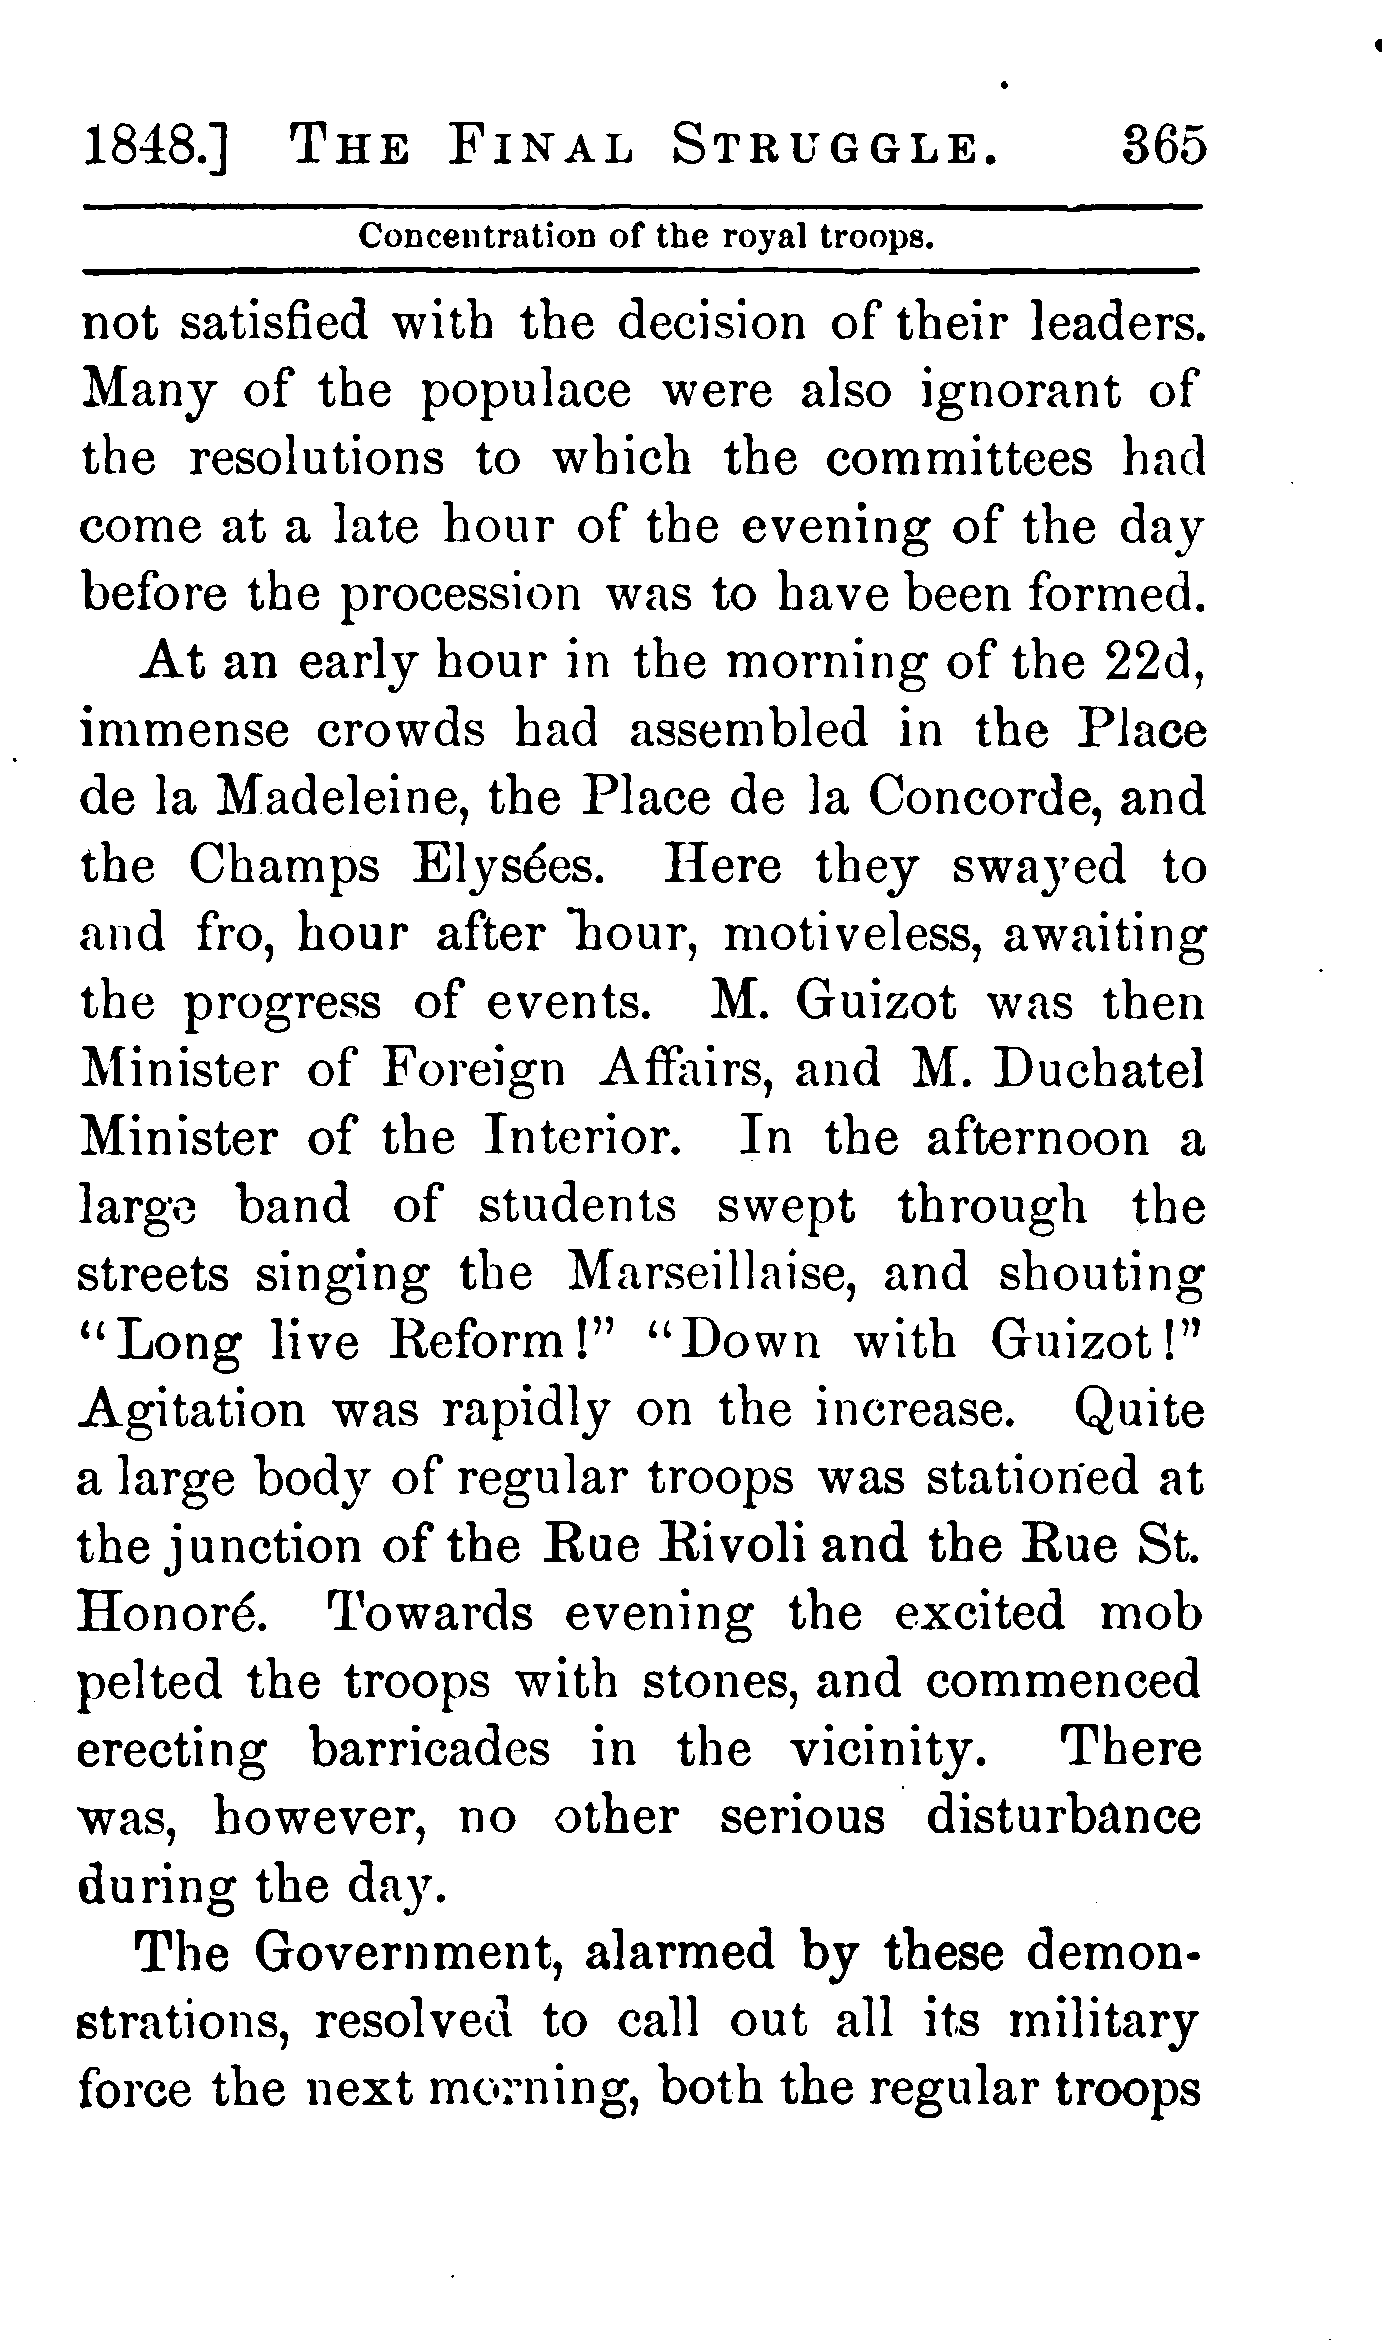 1848.] THE FINAL STRUGGLE. 365
Concentration of the royal troops.
not satisfied with the decision of their leaders.
Many of the populace were also ignorant of
the resolutions to which the committees had
come at a late hour of the evening of the day
before the procession was to have been formed.
At an early hour in the morning of the 22d,
immense crowds had assembled in the Place
de la Madeleine, the Place de la Concorde, and
the Champs Elysées. Here they swayed to
and fro, hour after hour, motiveless, awaiting
the progress of events. M. Guizot was then
Minister of Foreign Affairs, and M. Duchatel
Minister of the Interior. In the afternoon a
large band of students swept through the
streets singing the Marseillaise, and shouting
“Long live Reform!” “Down with Guizot!”
Agitation was rapidly on the increase. Quite
a large body of regular troops was stationed at
the junction of the Rue Rivoli and the Rue St.
Honoré. Towards evening the excited mob
pelted the troops with stones, and commenced
erecting barricades in the vicinity. There
was, however, no other serious disturbance
during the day.
The Government, alarmed by these demon-
strations, resolved to call out all its military
force the next morning, both the regular troops